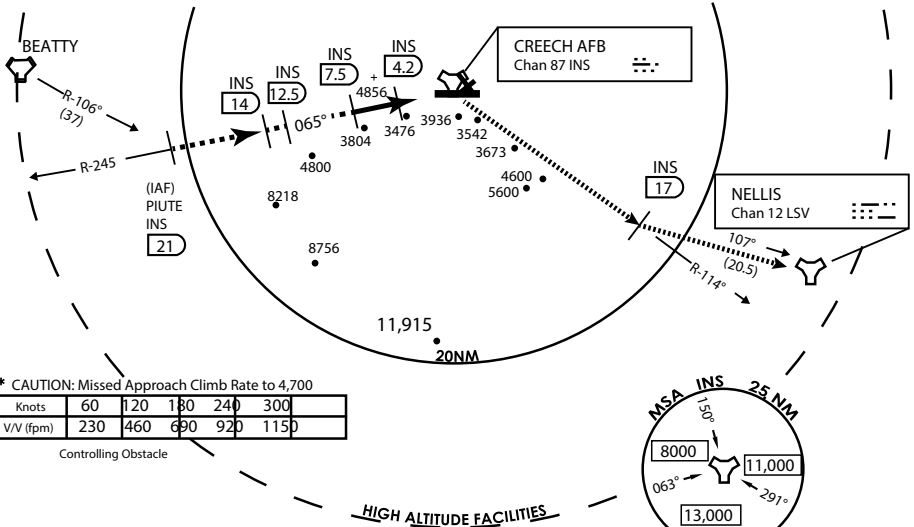 BEATTY
R-106°
(37)
R-245
(IAF)
PIUTE
INS
21
INS
14
INS
12.5
INS
7.5
INS
4.2
065°
+
4856
3804
3476
3936
3542
3673
4800
4600
5600
8218
8756
11,915
20NM
CREECH AFB
Chan 87 INS
INS
17
NELLIS
Chan 12 LSV
107°
(20.5)
R-114°
* CAUTION: Missed Approach Climb Rate to 4,700
Knots 60 120 180 240 300
V/V (fpm) 230 460 690 920 1150
Controlling Obstacle
HIGH ALTITUDE FACILITIES
MSA INS 25 NM
150°
8000
11,000
063°
291°
13,000